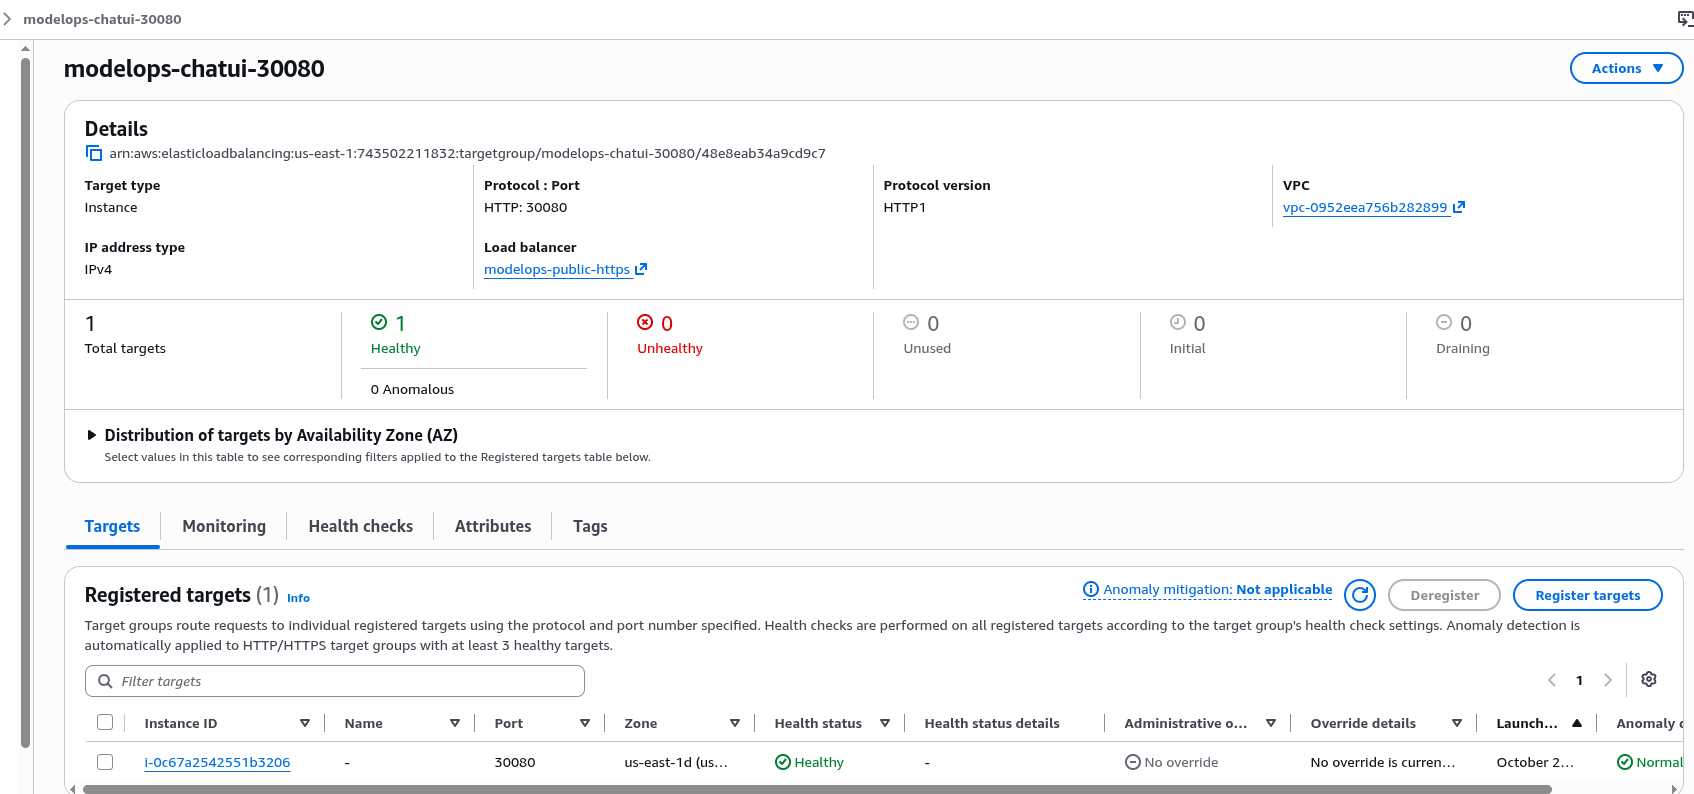 modelops-chatui-30080
modelops-chatui-30080
Actions
Details
arn:aws:elasticloadbalancing:us-east-1:743502211832:targetgroup/modelops-chatui-30080/48e8eab34a9cd9c7
Target type
Instance
Protocol : Port
HTTP: 30080
Protocol version
HTTP1
VPC
vpc-0952eea756b282899
IP address type
IPv4
Load balancer
modelops-public-https
1
Total targets
1
Healthy
0 Anomalous
0
Unhealthy
0
Unused
0
Initial
0
Draining
Distribution of targets by Availability Zone (AZ)
Select values in this table to see corresponding filters applied to the Registered targets table below.
Targets Monitoring Health checks Attributes Tags
Registered targets (1) Info
Anomaly mitigation: Not applicable
Deregister
Register targets
Target groups route requests to individual registered targets using the protocol and port number specified. Health checks are performed on all registered targets according to the target group's health check settings. Anomaly detection is
automatically applied to HTTP/HTTPS target groups with at least 3 healthy targets.
Filter targets
1
Instance ID Name Port Zone Health status Health status details Administrative o... Override details Launch... Anomaly
i-0c67a2542551b3206 - 30080 us-east-1d (us... Healthy - No override No override is curren... October 2... Normal